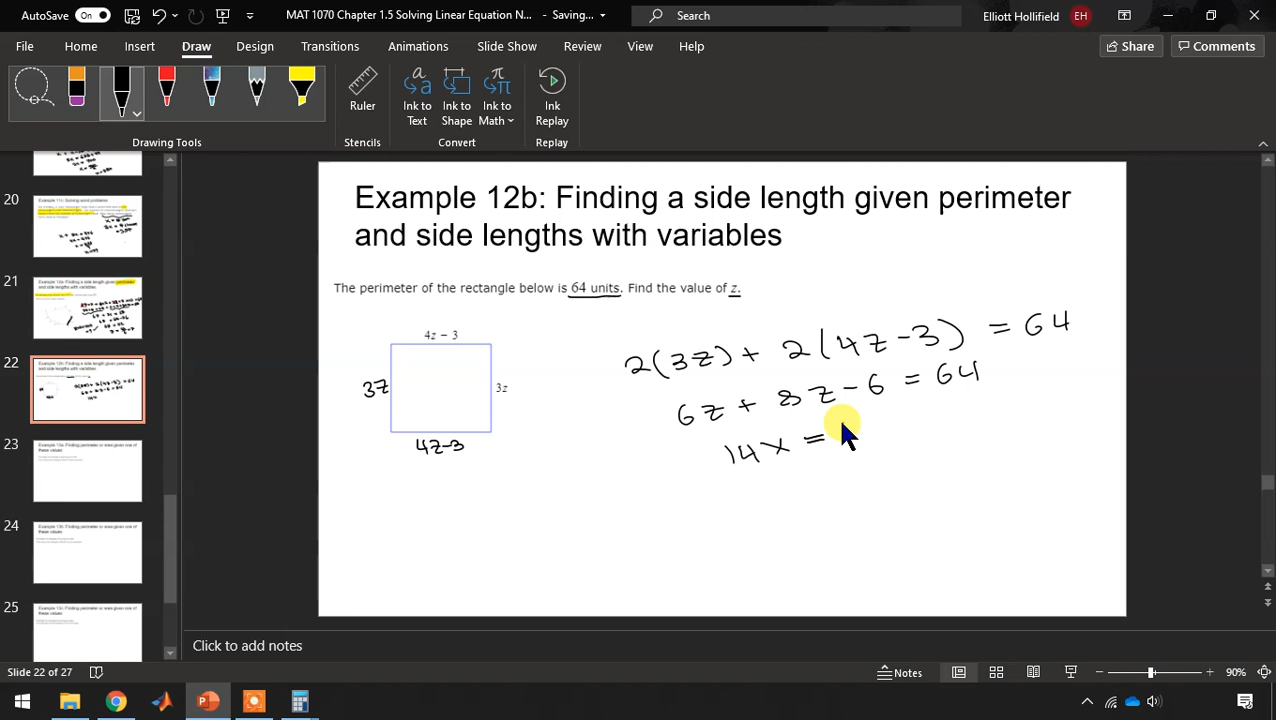 AutoSave On
MAT 1070 Chapter 1.5 Solving Linear Equation N... - Saving...
Search
Elliott Hollifield EH
File Home Insert Draw Design Transitions Animations Slide Show Review View Help
Share Comments
Ruler
Ink to Text
Ink to Shape
Ink to Math
Ink Replay
Drawing Tools Stencils Convert Replay
20
21
22
23
24
25
Example 12b: Finding a side length given perimeter
and side lengths with variables
The perimeter of the rectangle below is 64 units. Find the value of z.
4z − 3
3z
3z
4z-3
2(3z) + 2(4z-3) = 64
6z + 8z - 6 = 64
14x =
Click to add notes
Slide 22 of 27
Notes
90%